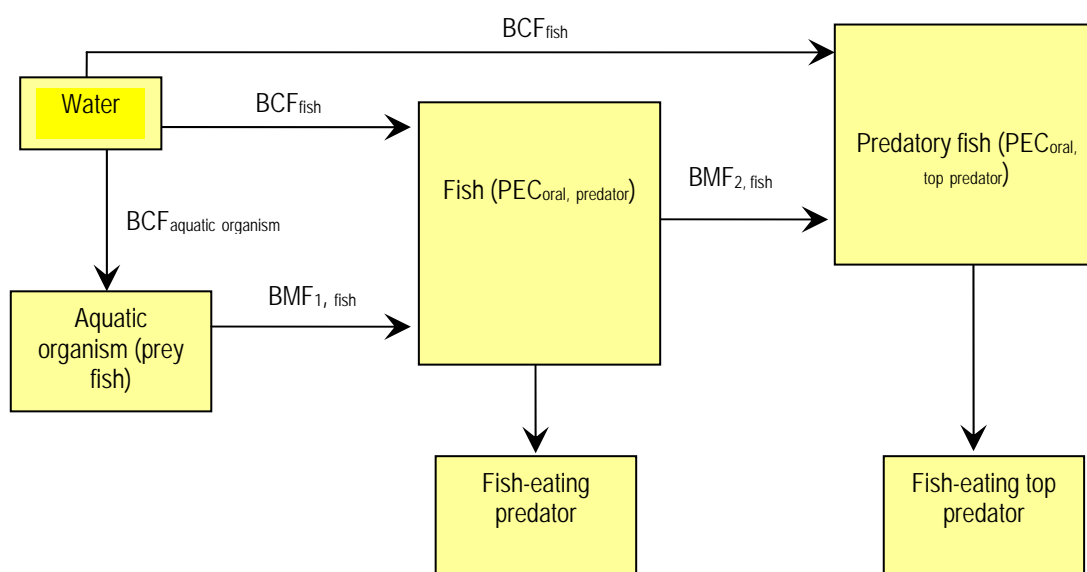 BCFfish
Water
BCFfish
Predatory fish (PECoral,
top predator)
Fish (PECoral, predator)
BMF2, fish
BCFaquatic organism
BMF1, fish
Aquatic
organism (prey
fish)
Fish-eating
predator
Fish-eating top
predator